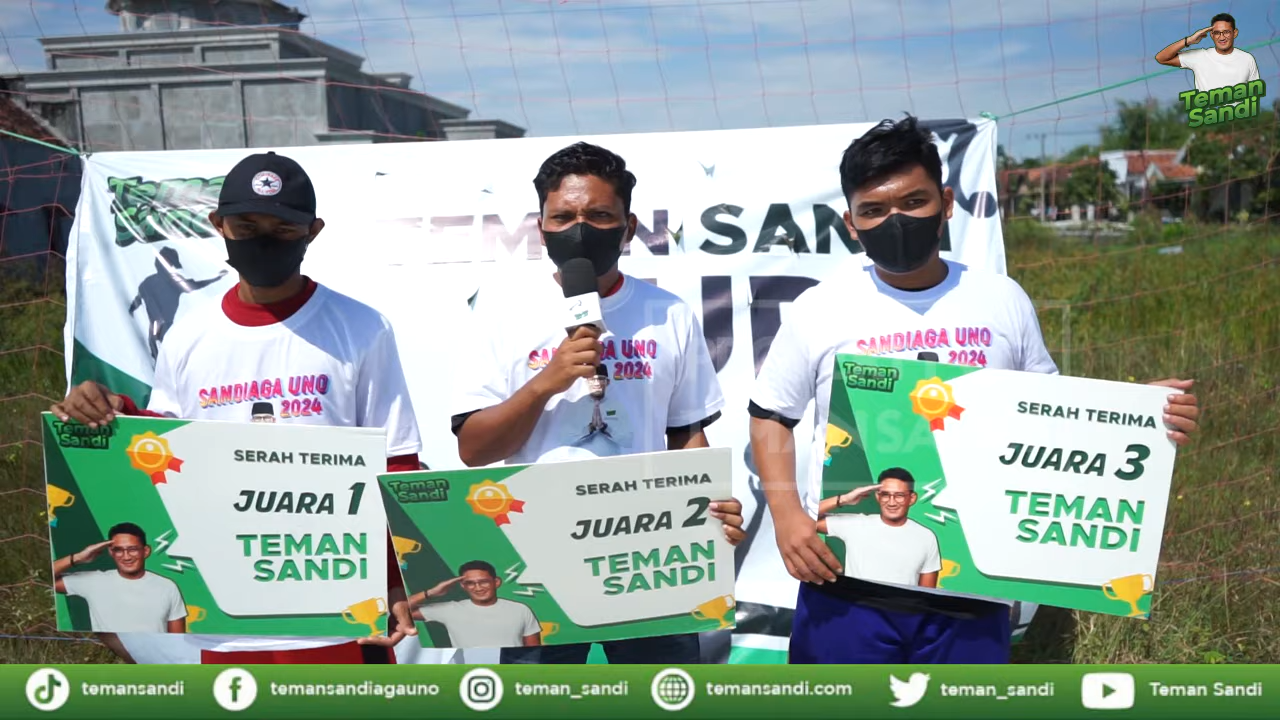 Teman
Sandi
TEMAN SANDI
SANDIAGA UNO
2024
SANDIAGA UNO
2024
SANDIAGA UNO
2024
Teman
Sandi
SERAH TERIMA
JUARA 1
TEMAN
SANDI
Teman
Sandi
SERAH TERIMA
JUARA 2
TEMAN
SANDI
Teman
Sandi
SERAH TERIMA
JUARA 3
TEMAN
SANDI
temansandi
temansandiagauno
teman_sandi
temansandi.com
teman_sandi
Teman Sandi